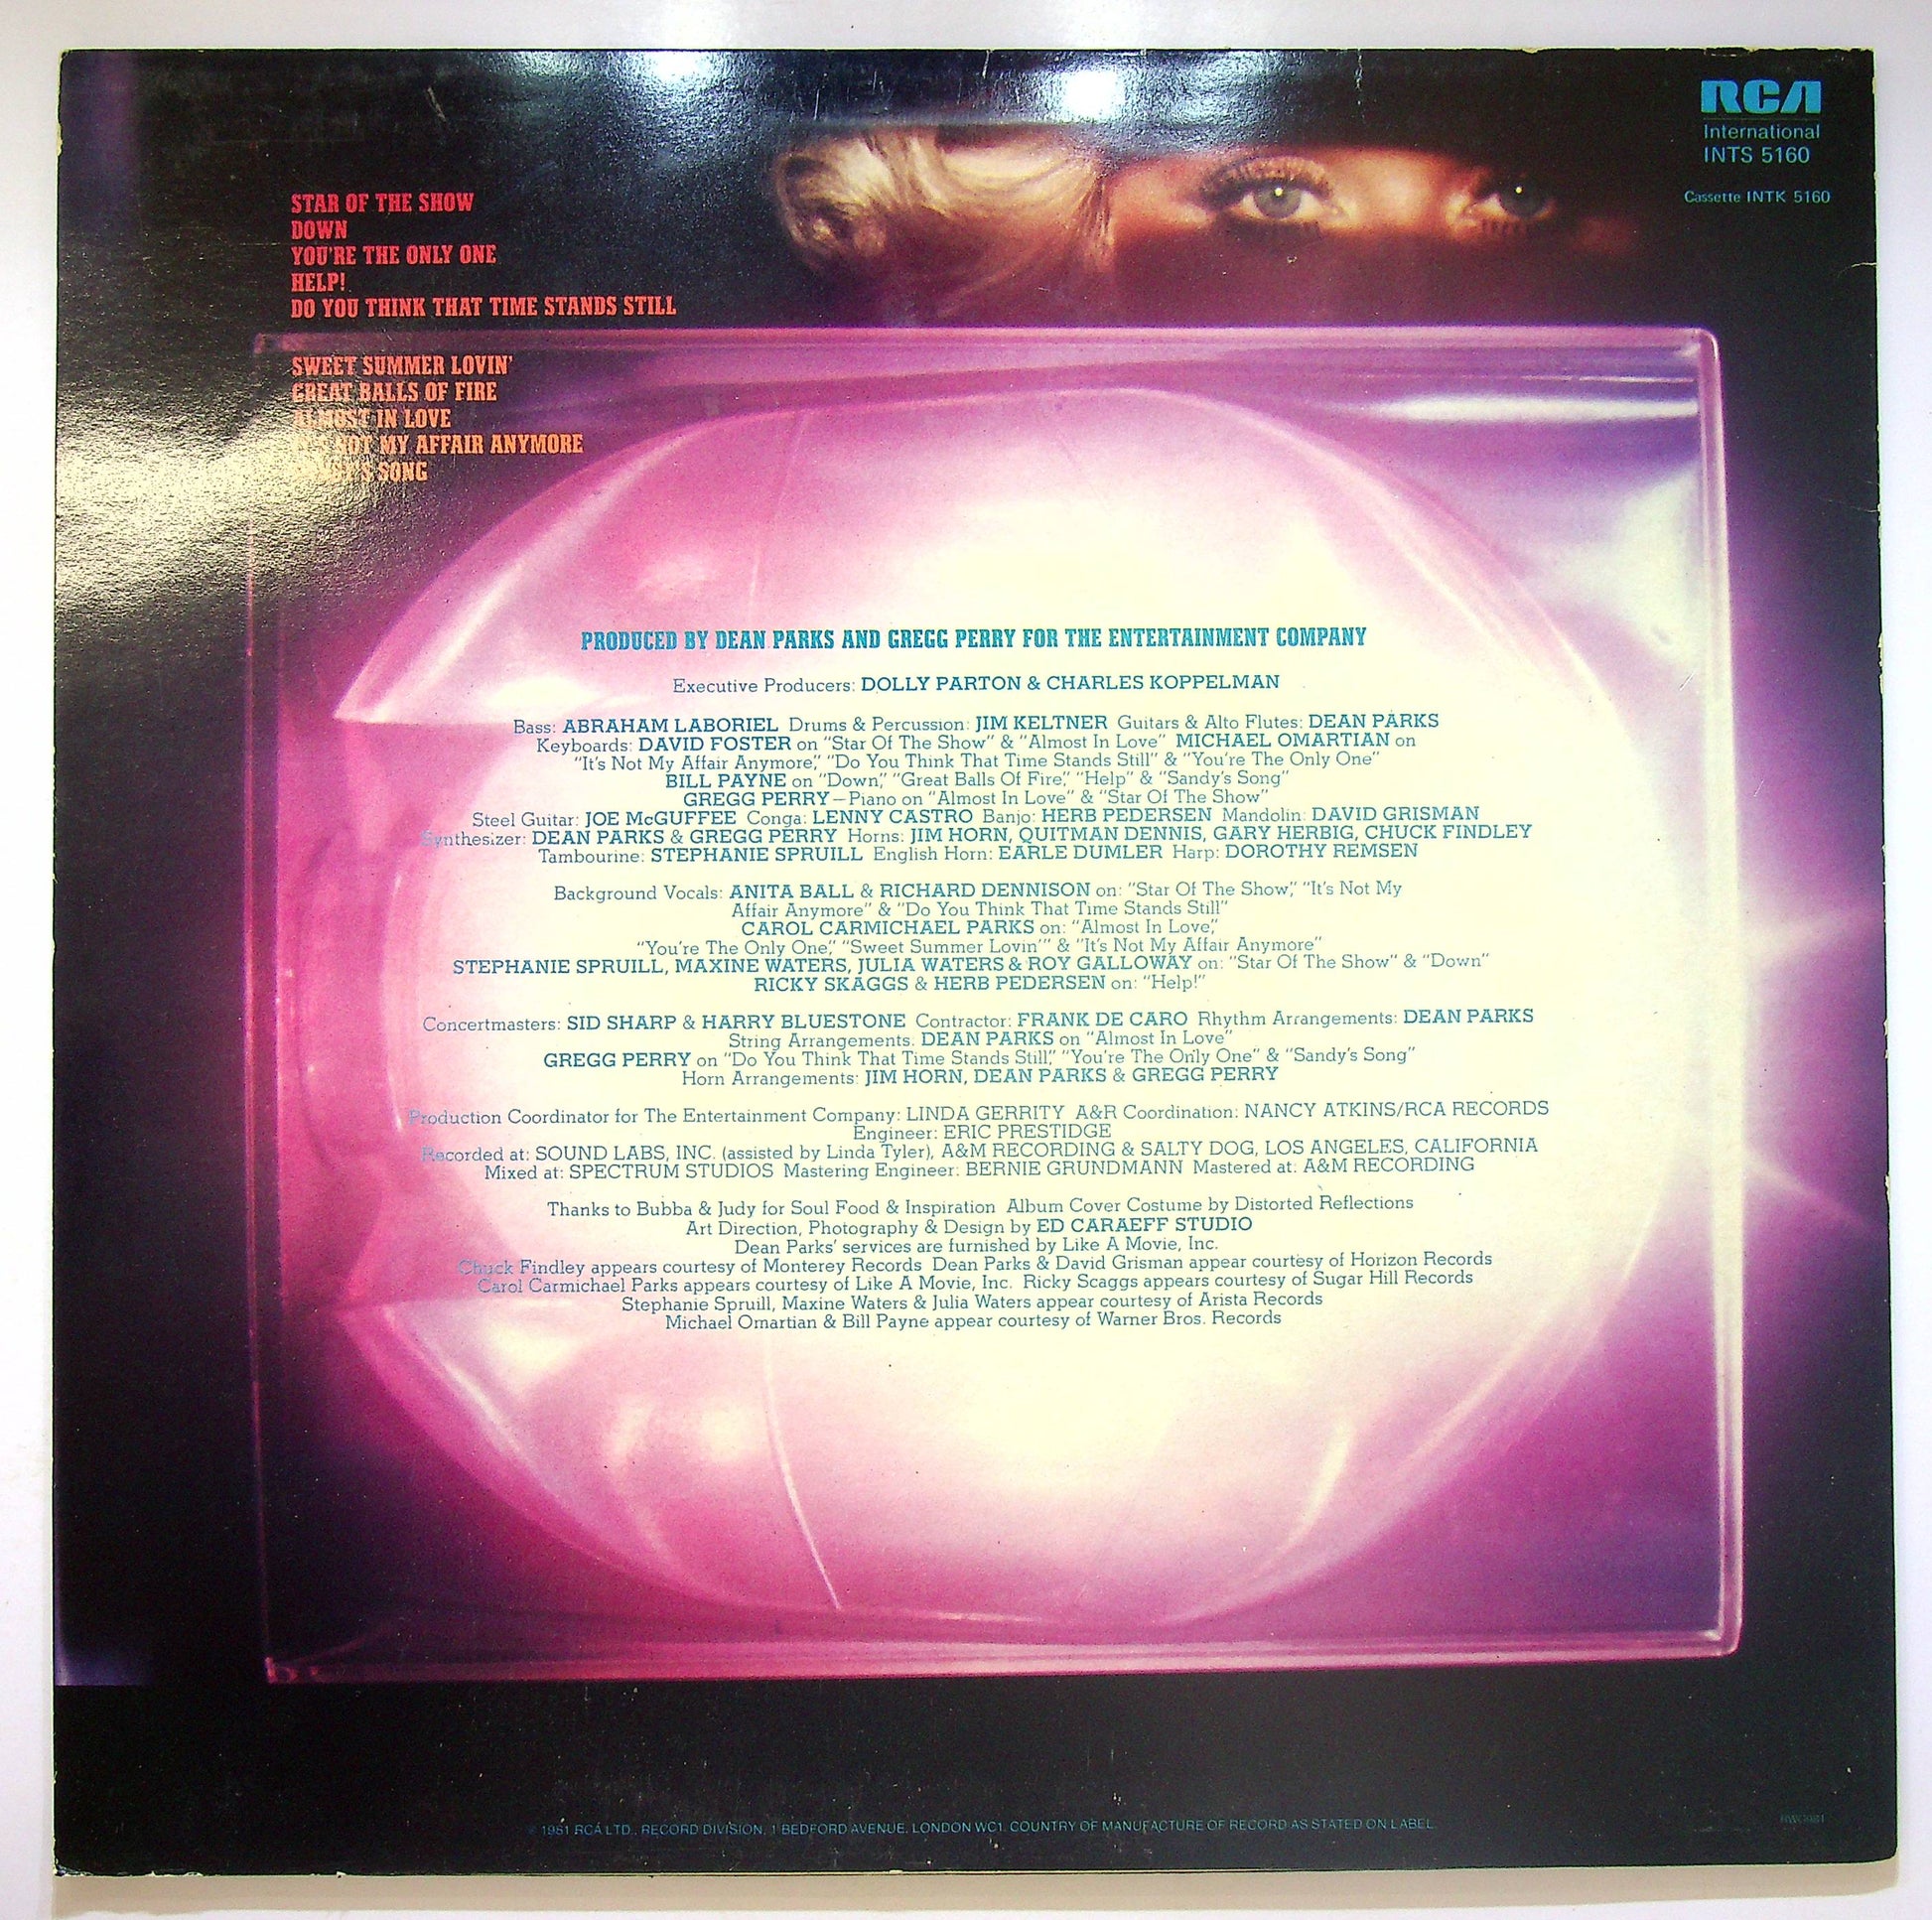 RCA
International
INTS 5160
Cassette INTK 5160
STAR OF THE SHOW
DOWN
YOU'RE THE ONLY ONE
HELP!
DO YOU THINK THAT TIME STANDS STILL
SWEET SUMMER LOVIN'
GREAT BALLS OF FIRE
ALMOST IN LOVE
IT'S NOT MY AFFAIR ANYMORE
SANDY'S SONG
PRODUCED BY DEAN PARKS AND GREGG PERRY FOR THE ENTERTAINMENT COMPANY
Executive Producers: DOLLY PARTON & CHARLES KOPPELMAN
Bass: ABRAHAM LABORIEL Drums & Percussion: JIM KELTNER Guitars & Alto Flutes: DEAN PARKS
Keyboards: DAVID FOSTER on "Star Of The Show" & "Almost In Love" MICHAEL OMARTIAN on
"It's Not My Affair Anymore," "Do You Think That Time Stands Still" & "You're The Only One"
BILL PAYNE on "Down," "Great Balls Of Fire," "Help" & "Sandy's Song"
GREGG PERRY–Piano on "Almost In Love" & "Star Of The Show"
Steel Guitar: JOE McGUFFEE Conga: LENNY CASTRO Banjo: HERB PEDERSEN Mandolin: DAVID GRISMAN
Synthesizer: DEAN PARKS & GREGG PERRY Horns: JIM HORN, QUITMAN DENNIS, GARY HERBIG, CHUCK FINDLEY
Tambourine: STEPHANIE SPRUILL English Horn: EARLE DUMLER Harp: DOROTHY REMSEN
Background Vocals: ANITA BALL & RICHARD DENNISON on: "Star Of The Show," "It's Not My
Affair Anymore" & "Do You Think That Time Stands Still"
CAROL CARMICHAEL PARKS on: "Almost In Love,"
"You're The Only One," "Sweet Summer Lovin'" & "It's Not My Affair Anymore"
STEPHANIE SPRUILL, MAXINE WATERS, JULIA WATERS & ROY GALLOWAY on: "Star Of The Show" & "Down"
RICKY SKAGGS & HERB PEDERSEN on: "Help!"
Concertmasters: SID SHARP & HARRY BLUESTONE Contractor: FRANK DE CARO Rhythm Arrangements: DEAN PARKS
String Arrangements. DEAN PARKS on "Almost In Love"
GREGG PERRY on "Do You Think That Time Stands Still," "You're The Only One" & "Sandy's Song"
Horn Arrangements: JIM HORN, DEAN PARKS & GREGG PERRY
Production Coordinator for The Entertainment Company: LINDA GERRITY A&R Coordination: NANCY ATKINS/RCA RECORDS
Engineer: ERIC PRESTIDGE
Recorded at: SOUND LABS, INC. (assisted by Linda Tyler), A&M RECORDING & SALTY DOG, LOS ANGELES, CALIFORNIA
Mixed at: SPECTRUM STUDIOS Mastering Engineer: BERNIE GRUNDMANN Mastered at: A&M RECORDING
Thanks to Bubba & Judy for Soul Food & Inspiration Album Cover Costume by Distorted Reflections
Art Direction, Photography & Design by ED CARAEFF STUDIO
Dean Parks' services are furnished by Like A Movie, Inc.
Chuck Findley appears courtesy of Monterey Records Dean Parks & David Grisman appear courtesy of Horizon Records
Carol Carmichael Parks appears courtesy of Like A Movie, Inc. Ricky Scaggs appears courtesy of Sugar Hill Records
Stephanie Spruill, Maxine Waters & Julia Waters appear courtesy of Arista Records
Michael Omartian & Bill Payne appear courtesy of Warner Bros. Records
1981 RCA LTD., RECORD DIVISION, 1 BEDFORD AVENUE, LONDON WC1. COUNTRY OF MANUFACTURE OF RECORD AS STATED ON LABEL.